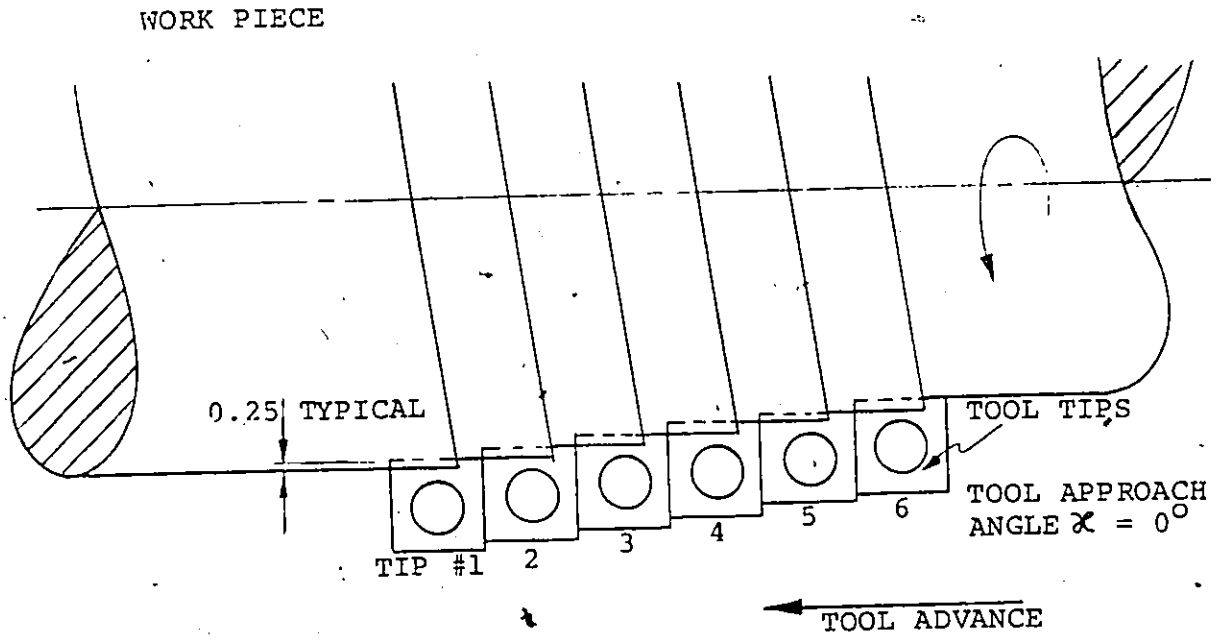 WORK PIECE
0.25 TYPICAL
TOOL TIPS
TOOL APPROACH
ANGLE ϰ = 0°
TIP #1 2 3 4 5 6
TOOL ADVANCE